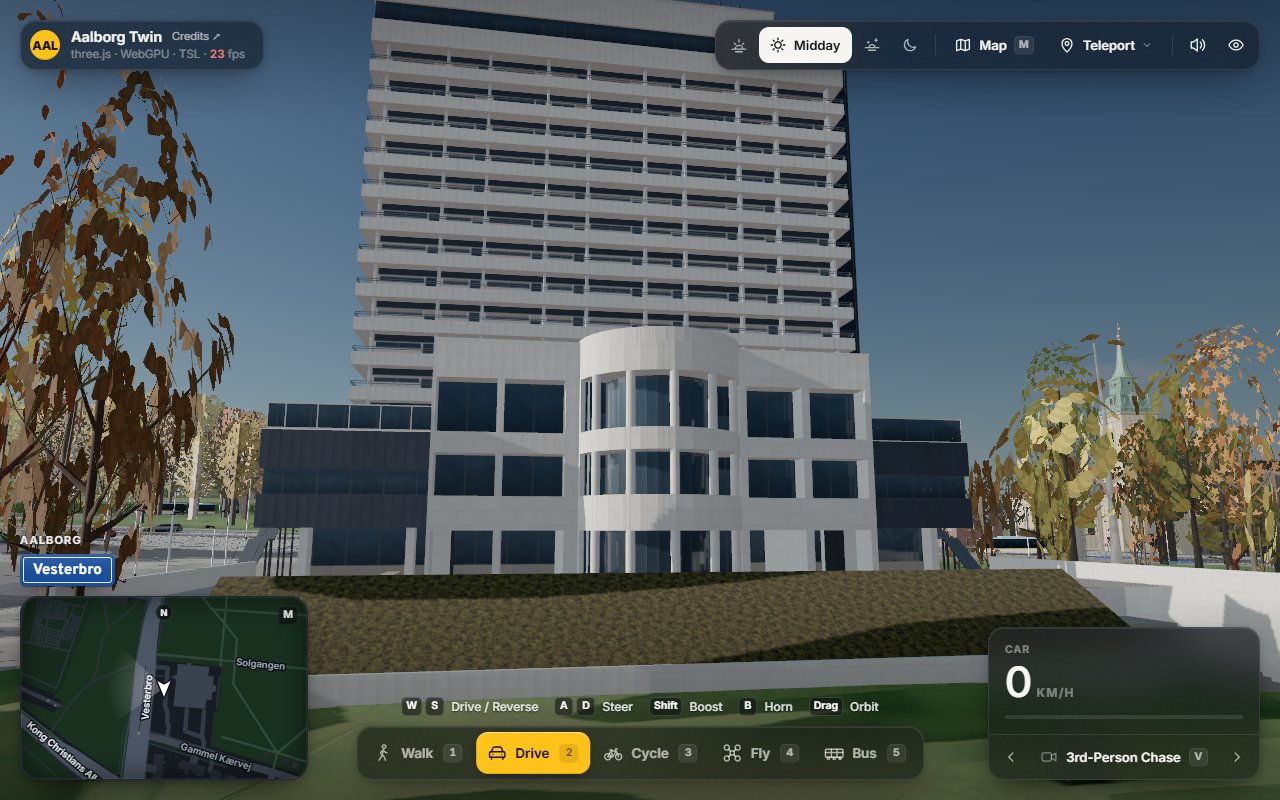 AAL
Aalborg Twin Credits ↗
three.js · WebGPU · TSL · 23 fps
Midday
Map M
Teleport
AALBORG
Vesterbro
N
M
Solgangen
Vesterbro
Gammel Kærvej
Kong Christians Al
W S Drive / Reverse A D Steer Shift Boost B Horn Drag Orbit
Walk 1
Drive 2
Cycle 3
Fly 4
Bus 5
CAR
0 KM/H
3rd-Person Chase V